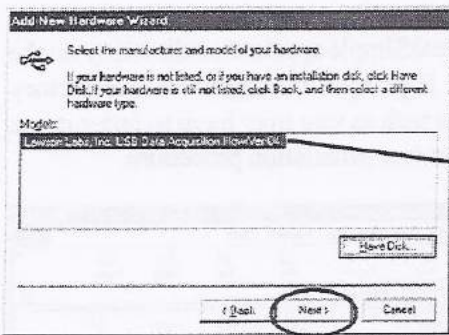 Add New Hardware Wizard
Select the manufacturer and model of your hardware.
If your hardware is not listed, or if you have an installation disk, click Have
Disk. If your hardware is still not listed, click Back, and then select a different
hardware type.
Models:
Lawson Labs, Inc. USB Data Acquisition
Have Disk...
< Back
Next >
Cancel